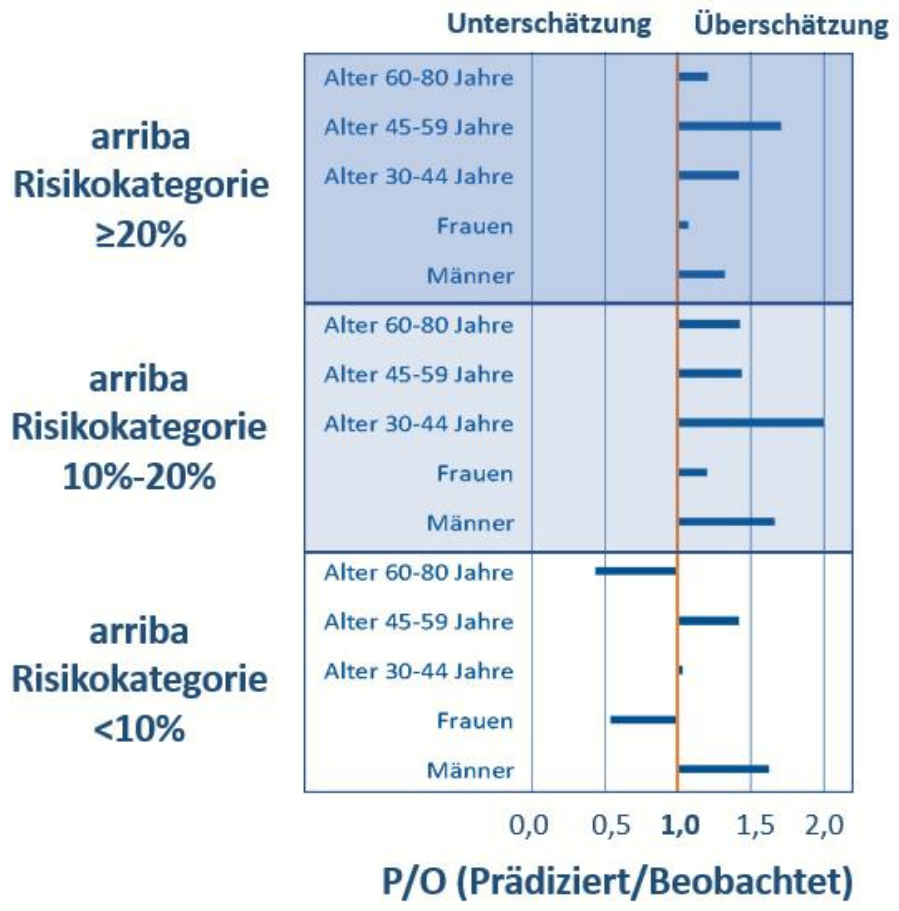 Unterschätzung Überschätzung
arriba
Risikokategorie
≥20%
Alter 60-80 Jahre
Alter 45-59 Jahre
Alter 30-44 Jahre
Frauen
Männer
arriba
Risikokategorie
10%-20%
Alter 60-80 Jahre
Alter 45-59 Jahre
Alter 30-44 Jahre
Frauen
Männer
arriba
Risikokategorie
<10%
Alter 60-80 Jahre
Alter 45-59 Jahre
Alter 30-44 Jahre
Frauen
Männer
0,0 0,5 1,0 1,5 2,0
P/O (Prädiziert/Beobachtet)